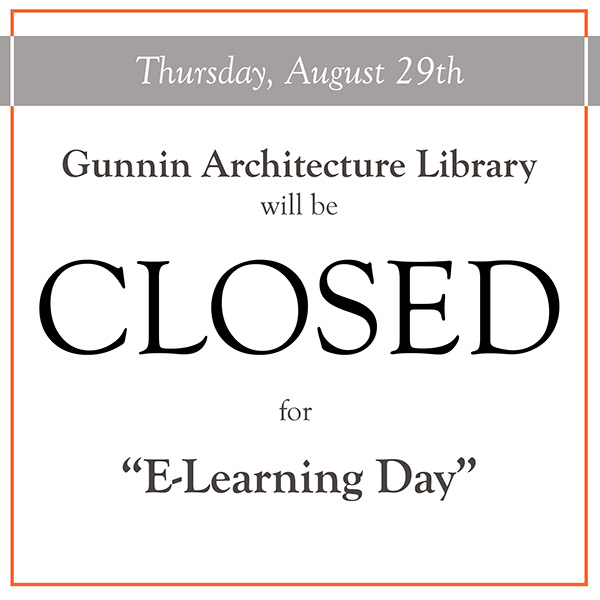 Thursday, August 29th
Gunnin Architecture Library
will be
CLOSED
for
“E-Learning Day”